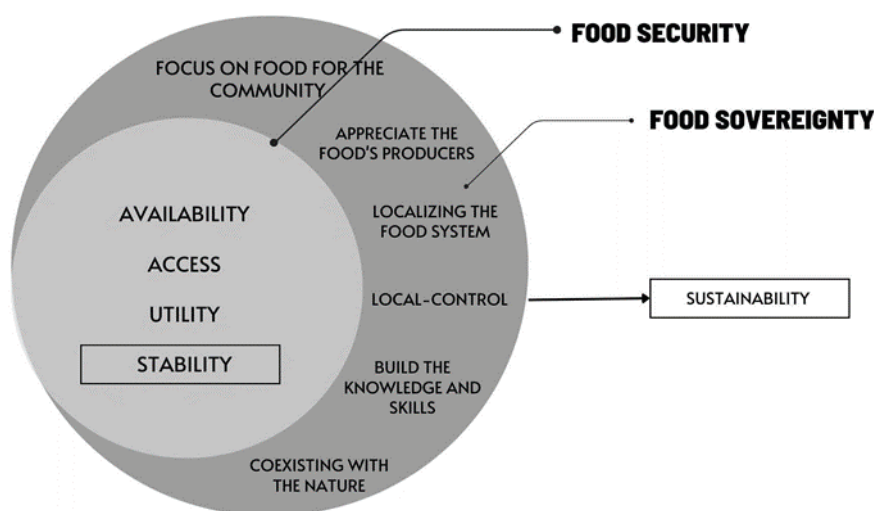 FOOD SECURITY
FOCUS ON FOOD FOR THE
COMMUNITY
FOOD SOVEREIGNTY
APPRECIATE THE
FOOD'S PRODUCERS
AVAILABILITY
LOCALIZING THE
FOOD SYSTEM
ACCESS
LOCAL-CONTROL
SUSTAINABILITY
UTILITY
STABILITY
BUILD THE
KNOWLEDGE AND
SKILLS
COEXISTING WITH
THE NATURE